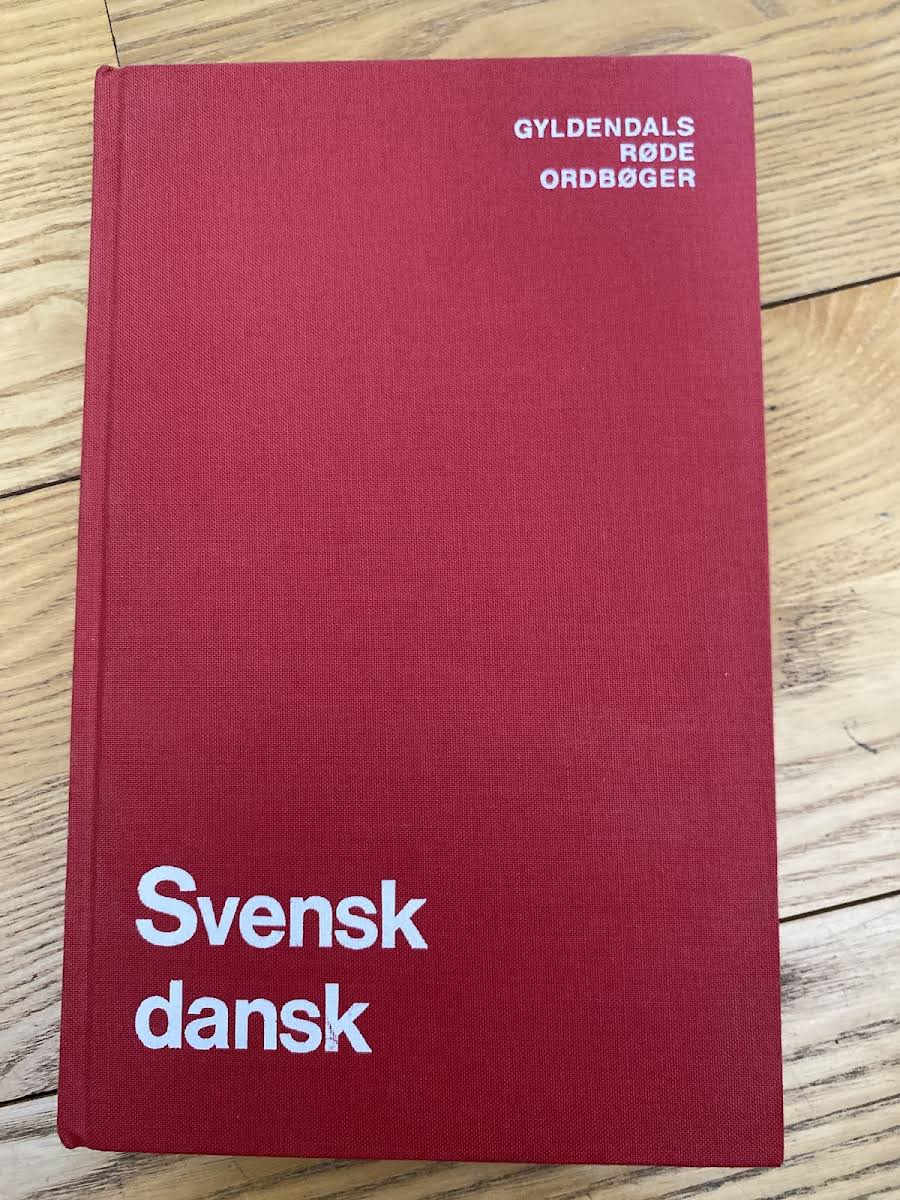 GYLDENDALS
RØDE
ORDBØGER
Svensk
dansk